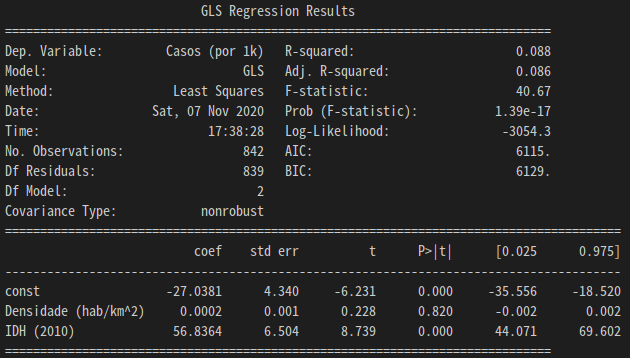 GLS Regression Results
==============================================================================
Dep. Variable: Casos (por 1k) R-squared: 0.088
Model: GLS Adj. R-squared: 0.086
Method: Least Squares F-statistic: 40.67
Date: Sat, 07 Nov 2020 Prob (F-statistic): 1.39e-17
Time: 17:38:28 Log-Likelihood: -3054.3
No. Observations: 842 AIC: 6115.
Df Residuals: 839 BIC: 6129.
Df Model: 2
Covariance Type: nonrobust
========================================================================================
coef std err t P>|t| [0.025 0.975]
----------------------------------------------------------------------------------------
const -27.0381 4.340 -6.231 0.000 -35.556 -18.520
Densidade (hab/km^2) 0.0002 0.001 0.228 0.820 -0.002 0.002
IDH (2010) 56.8364 6.504 8.739 0.000 44.071 69.602
==============================================================================